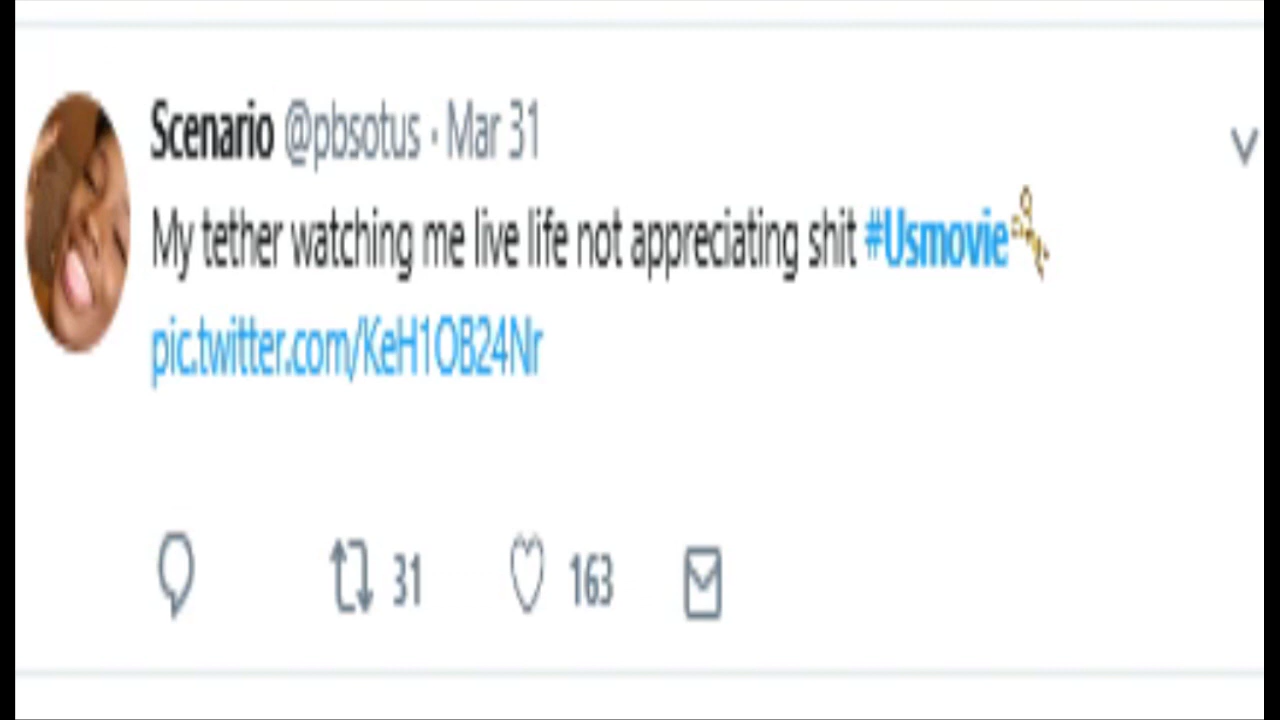 Scenario @pbsotus · Mar 31
My tether watching me live life not appreciating shit #Usmovie
pic.twitter.com/KeH1OB24Nr
31 163